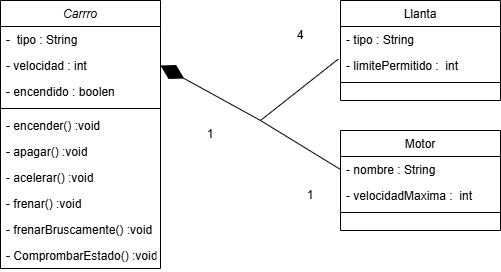 Carrro
- tipo : String
- velocidad : int
- encendido : boolen
- encender() :void
- apagar() :void
- acelerar() :void
- frenar() :void
- frenarBruscamente() :void
- ComprombarEstado() :void
1
4
1
Llanta
- tipo : String
- limitePermitido : int
Motor
- nombre : String
- velocidadMaxima : int